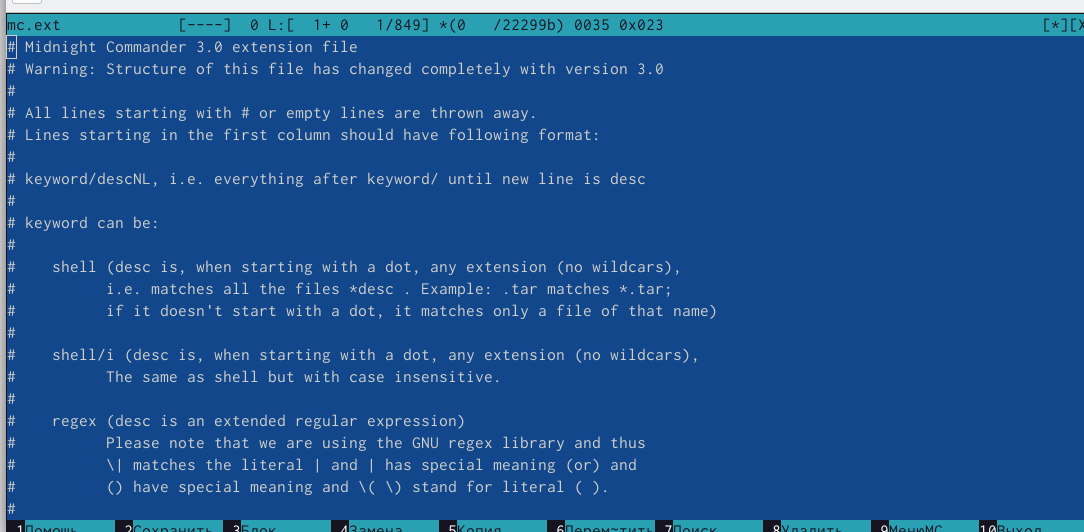 mc.ext [----] 0 L:[ 1+ 0 1/849] *(0 /22299b) 0035 0x023 [*][X
# Midnight Commander 3.0 extension file
# Warning: Structure of this file has changed completely with version 3.0
#
# All lines starting with # or empty lines are thrown away.
# Lines starting in the first column should have following format:
#
# keyword/descNL, i.e. everything after keyword/ until new line is desc
#
# keyword can be:
#
# shell (desc is, when starting with a dot, any extension (no wildcars),
# i.e. matches all the files *desc . Example: .tar matches *.tar;
# if it doesn't start with a dot, it matches only a file of that name)
#
# shell/i (desc is, when starting with a dot, any extension (no wildcars),
# The same as shell but with case insensitive.
#
# regex (desc is an extended regular expression)
# Please note that we are using the GNU regex library and thus
# \| matches the literal | and | has special meaning (or) and
# () have special meaning and \( \) stand for literal ( ).
#
1Помощь 2Сохранить 3Блок 4Замена 5Копия 6Перем~тить 7Поиск 8Удалить 9МенюMC 10Выход